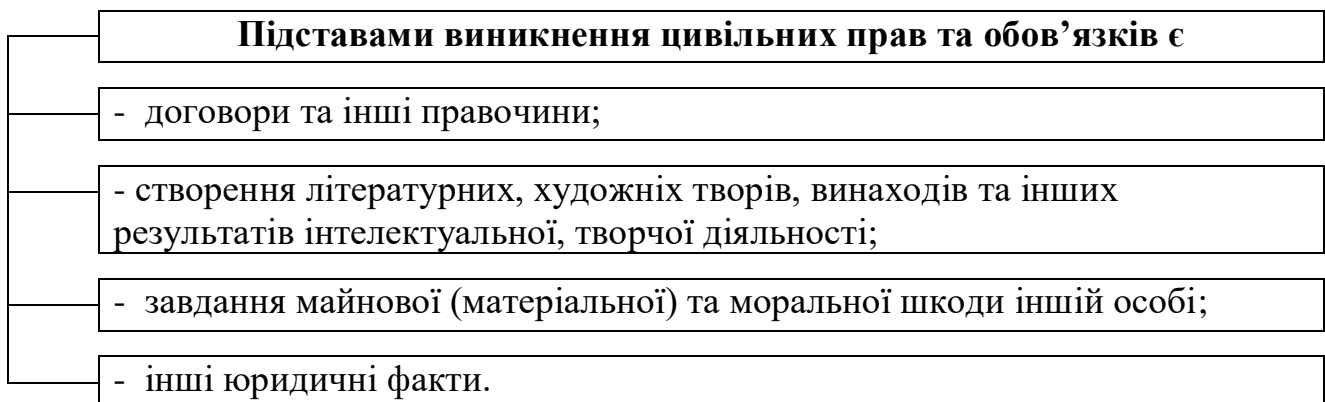 Підставами виникнення цивільних прав та обов’язків є
- договори та інші правочини;
- створення літературних, художніх творів, винаходів та інших
результатів інтелектуальної, творчої діяльності;
- завдання майнової (матеріальної) та моральної шкоди іншій особі;
- інші юридичні факти.